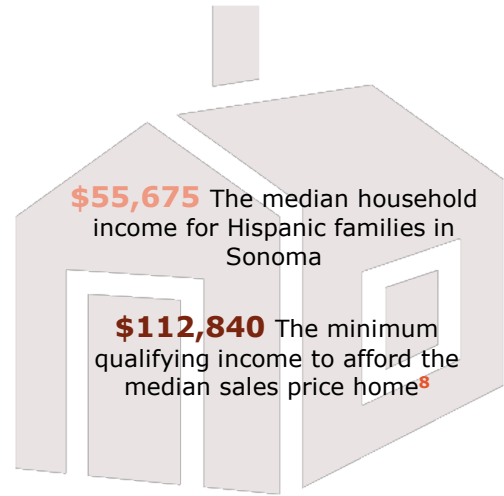 $55,675 The median household
income for Hispanic families in
Sonoma
$112,840 The minimum
qualifying income to afford the
median sales price home8